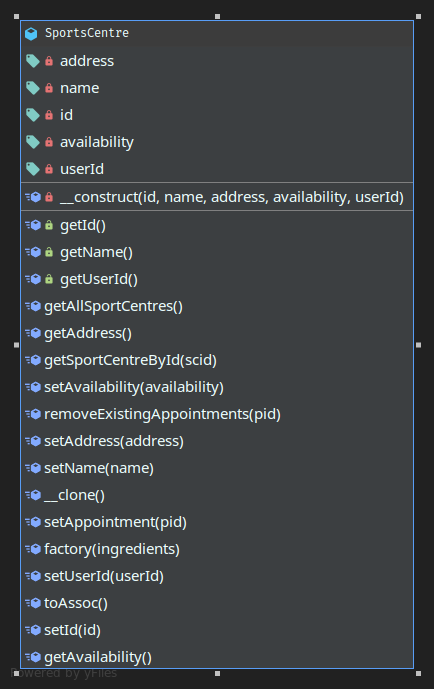 SportsCentre
address
name
id
availability
userId
__construct(id, name, address, availability, userId)
getId()
getName()
getUserId()
getAllSportCentres()
getAddress()
getSportCentreById(scid)
setAvailability(availability)
removeExistingAppointments(pid)
setAddress(address)
setName(name)
__clone()
setAppointment(pid)
factory(ingredients)
setUserId(userId)
toAssoc()
setId(id)
getAvailability()
Powered by yFiles